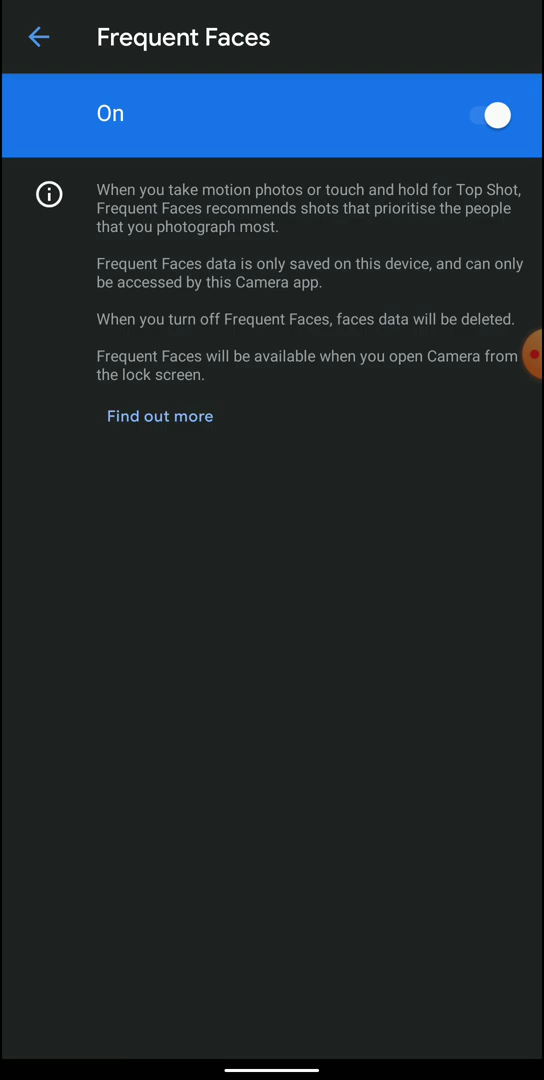 Frequent Faces
On
When you take motion photos or touch and hold for Top Shot,
Frequent Faces recommends shots that prioritise the people
that you photograph most.
Frequent Faces data is only saved on this device, and can only
be accessed by this Camera app.
When you turn off Frequent Faces, faces data will be deleted.
Frequent Faces will be available when you open Camera from
the lock screen.
Find out more